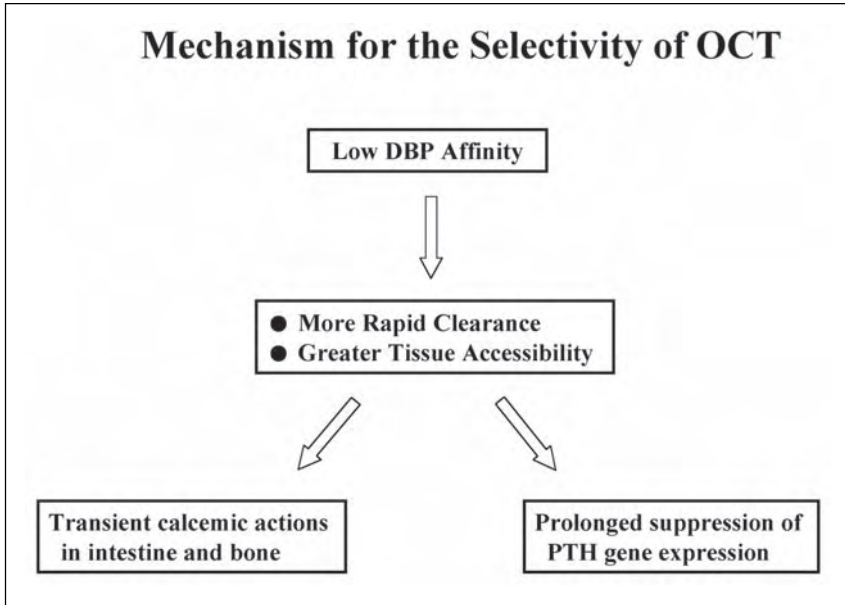 Mechanism for the Selectivity of OCT
Low DBP Affinity
● More Rapid Clearance
● Greater Tissue Accessibility
Transient calcemic actions
in intestine and bone
Prolonged suppression of
PTH gene expression